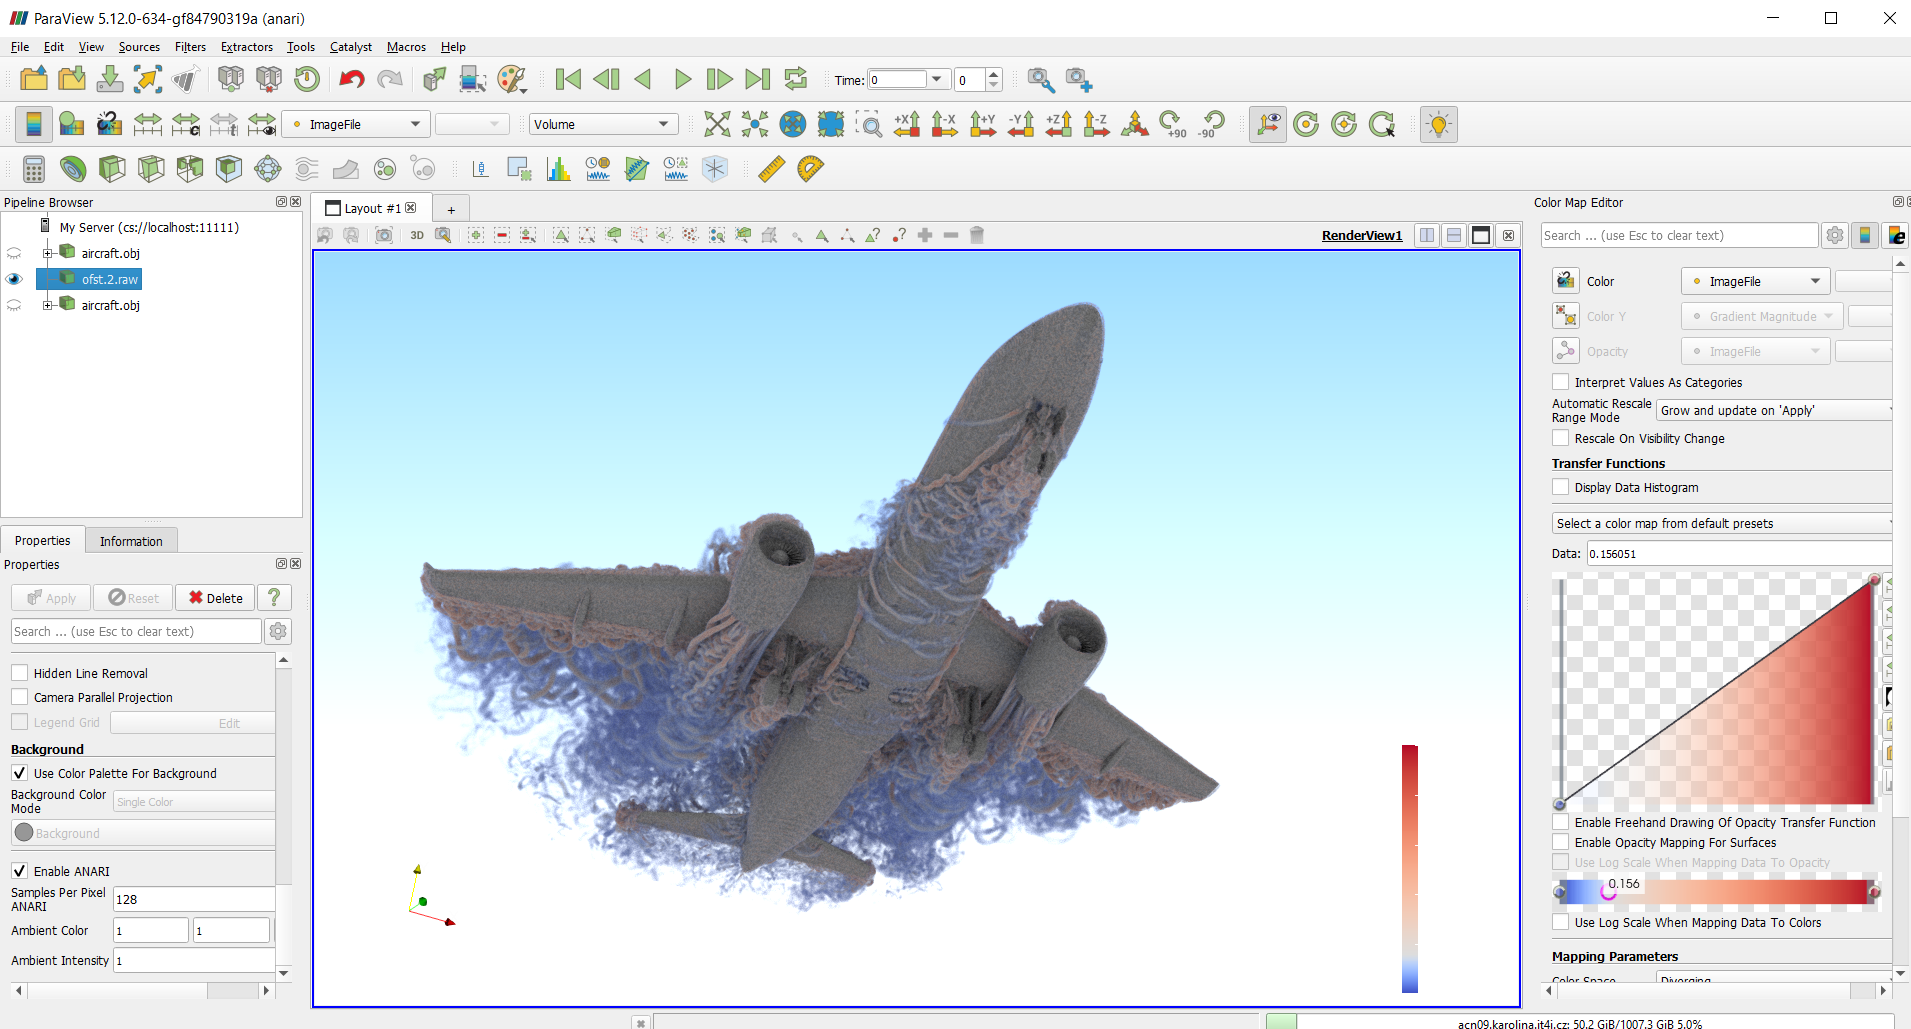 ParaView 5.12.0-634-gf84790319a (anari)
File Edit View Sources Filters Extractors Tools Catalyst Macros Help
Time: 0 0
ImageFile Volume +X -X +Y -Y +Z -Z +90 -90
Pipeline Browser
My Server (cs://localhost:11111)
aircraft.obj
ofst.2.raw
aircraft.obj
Properties Information
Properties
Apply Reset Delete ?
Search ... (use Esc to clear text)
Hidden Line Removal
Camera Parallel Projection
Legend Grid Edit
Background
Use Color Palette For Background
Background Color
Mode Single Color
Background
Enable ANARI
Samples Per Pixel
ANARI 128
Ambient Color 1 1
Ambient Intensity 1
Layout #1 +
3D RenderView1
Color Map Editor
Search ... (use Esc to clear text)
Color ImageFile
Color Y Gradient Magnitude
Opacity ImageFile
Interpret Values As Categories
Automatic Rescale
Range Mode Grow and update on 'Apply'
Rescale On Visibility Change
Transfer Functions
Display Data Histogram
Select a color map from default presets
Data: 0.156051
Enable Freehand Drawing Of Opacity Transfer Function
Enable Opacity Mapping For Surfaces
Use Log Scale When Mapping Data To Opacity
0.156
Use Log Scale When Mapping Data To Colors
Mapping Parameters
Color Space Diverging
acn09.karolina.it4i.cz: 50.2 GiB/1007.3 GiB 5.0%